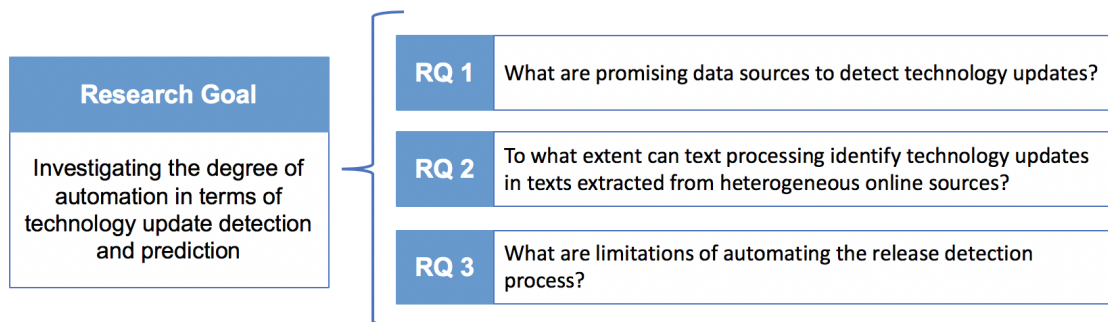 Research Goal
Investigating the degree of
automation in terms of
technology update detection
and prediction
RQ 1
What are promising data sources to detect technology updates?
RQ 2
To what extent can text processing identify technology updates
in texts extracted from heterogeneous online sources?
RQ 3
What are limitations of automating the release detection
process?